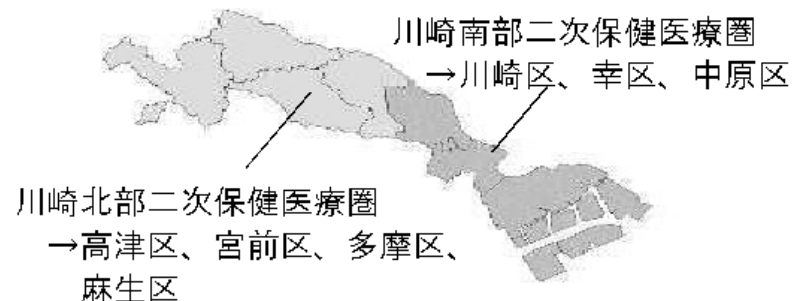 川崎南部二次保健医療圏
→川崎区、幸区、中原区
川崎北部二次保健医療圏
→高津区、宮前区、多摩区、
麻生区